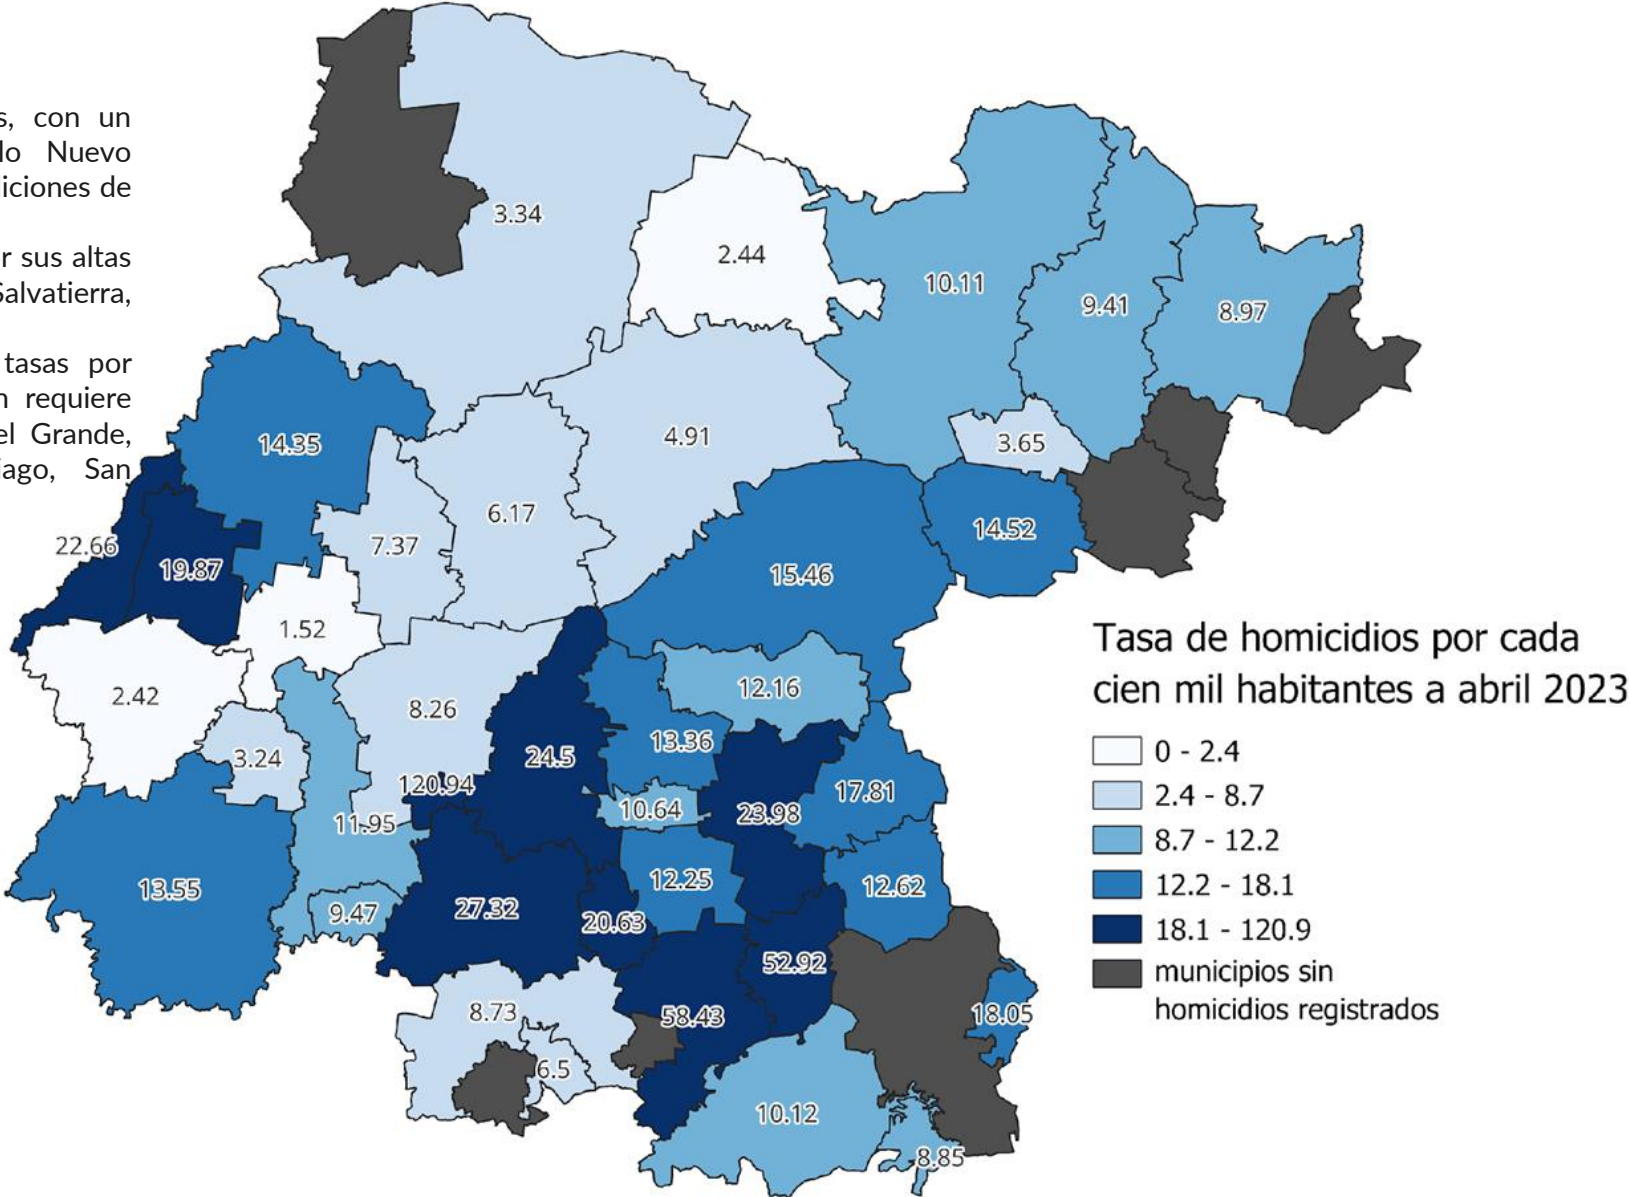 s, con un
lo Nuevo
liciones de
r sus altas
Salvatierra,
tasas por
n requiere
el Grande,
iago, San
3.34
2.44
10.11
9.41
8.97
14.35
4.91
3.65
22.66
19.87
7.37
6.17
15.46
14.52
1.52
2.42
8.26
12.16
3.24
24.5
13.36
120.94
10.64
23.98
17.81
11.95
13.55
9.47
27.32
20.63
12.25
12.62
52.92
8.73
58.43
18.05
6.5
10.12
8.85
Tasa de homicidios por cada
cien mil habitantes a abril 2023
0 - 2.4
2.4 - 8.7
8.7 - 12.2
12.2 - 18.1
18.1 - 120.9
municipios sin
homicidios registrados